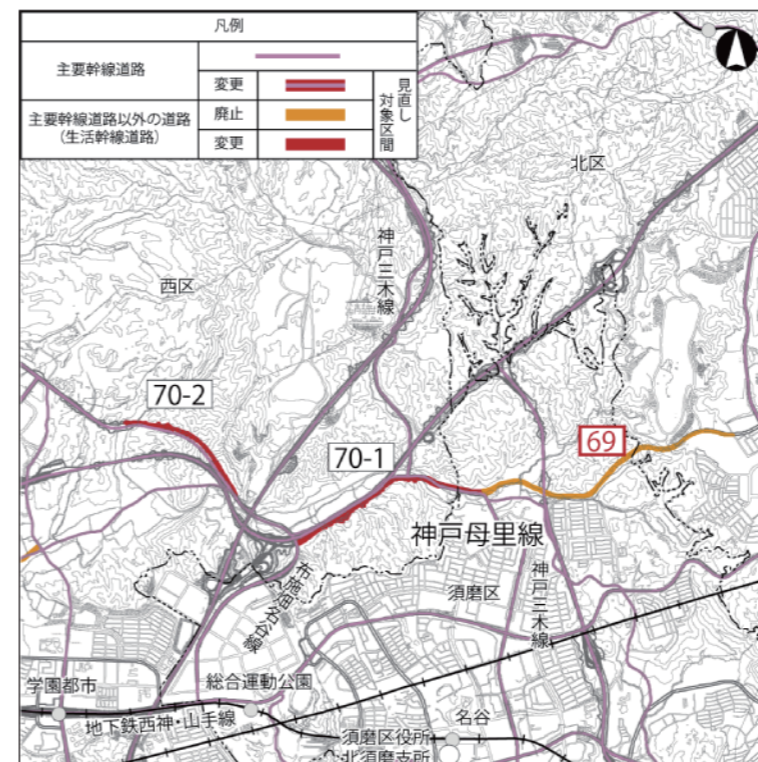 凡例
主要幹線道路
変更
主要幹線道路以外の道路
(生活幹線道路)
廃止
変更
見直し
対象区間
北区
神戸三木線
西区
70-2
70-1
69
神戸母里線
布施畑名谷線
須磨区
神戸三木線
学園都市
総合運動公園
地下鉄西神・山手線
名谷
須磨区役所
北須磨支所